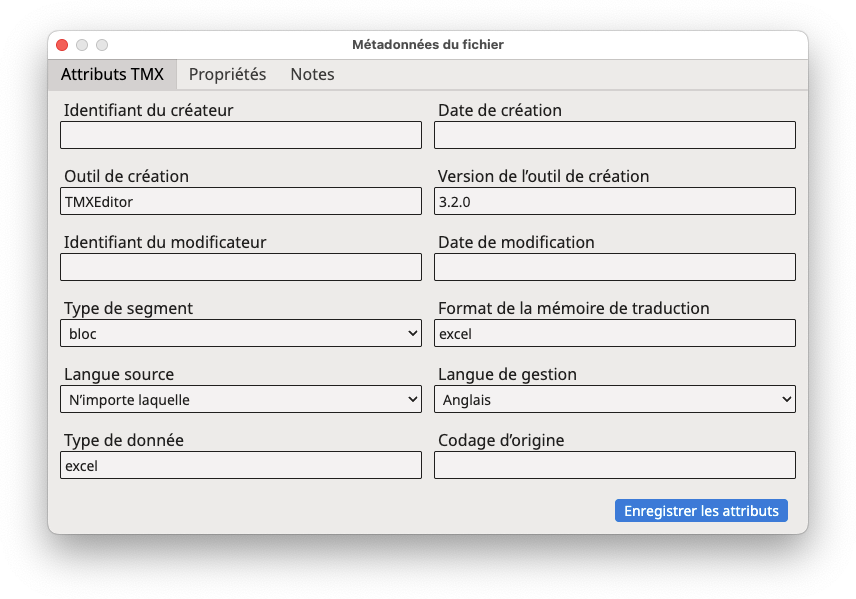 Métadonnées du fichier
Attributs TMX Propriétés Notes
Identifiant du créateur Date de création
Outil de création Version de l’outil de création
TMXEditor 3.2.0
Identifiant du modificateur Date de modification
Type de segment Format de la mémoire de traduction
bloc excel
Langue source Langue de gestion
N’importe laquelle Anglais
Type de donnée Codage d’origine
excel
Enregistrer les attributs